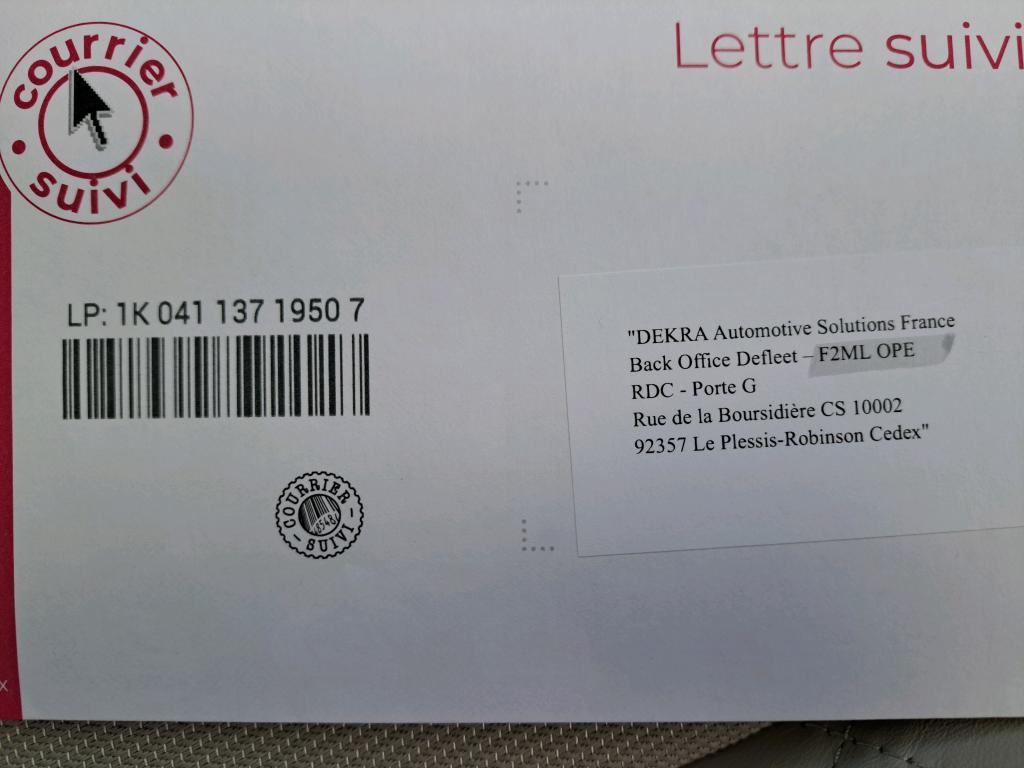 courrier
suivi
Lettre suivi
LP: 1K 041 137 1950 7
"DEKRA Automotive Solutions France
Back Office Defleet – F2ML OPE
RDC - Porte G
Rue de la Boursidière CS 10002
92357 Le Plessis-Robinson Cedex"
COURRIER
8548
SUIVI
x